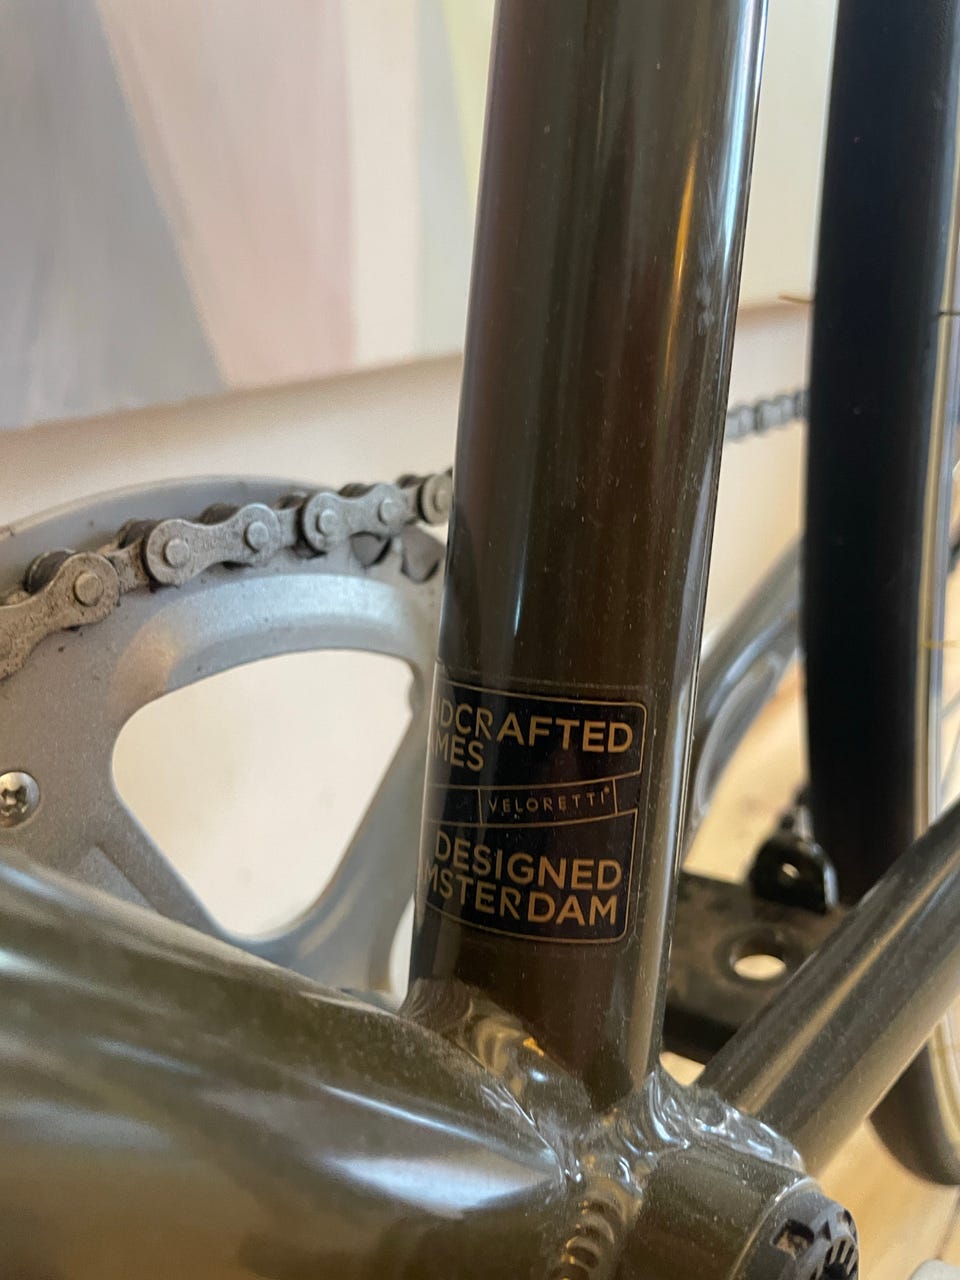 NDCRAFTED
MES
VELORETTI
DESIGNED
MSTERDAM